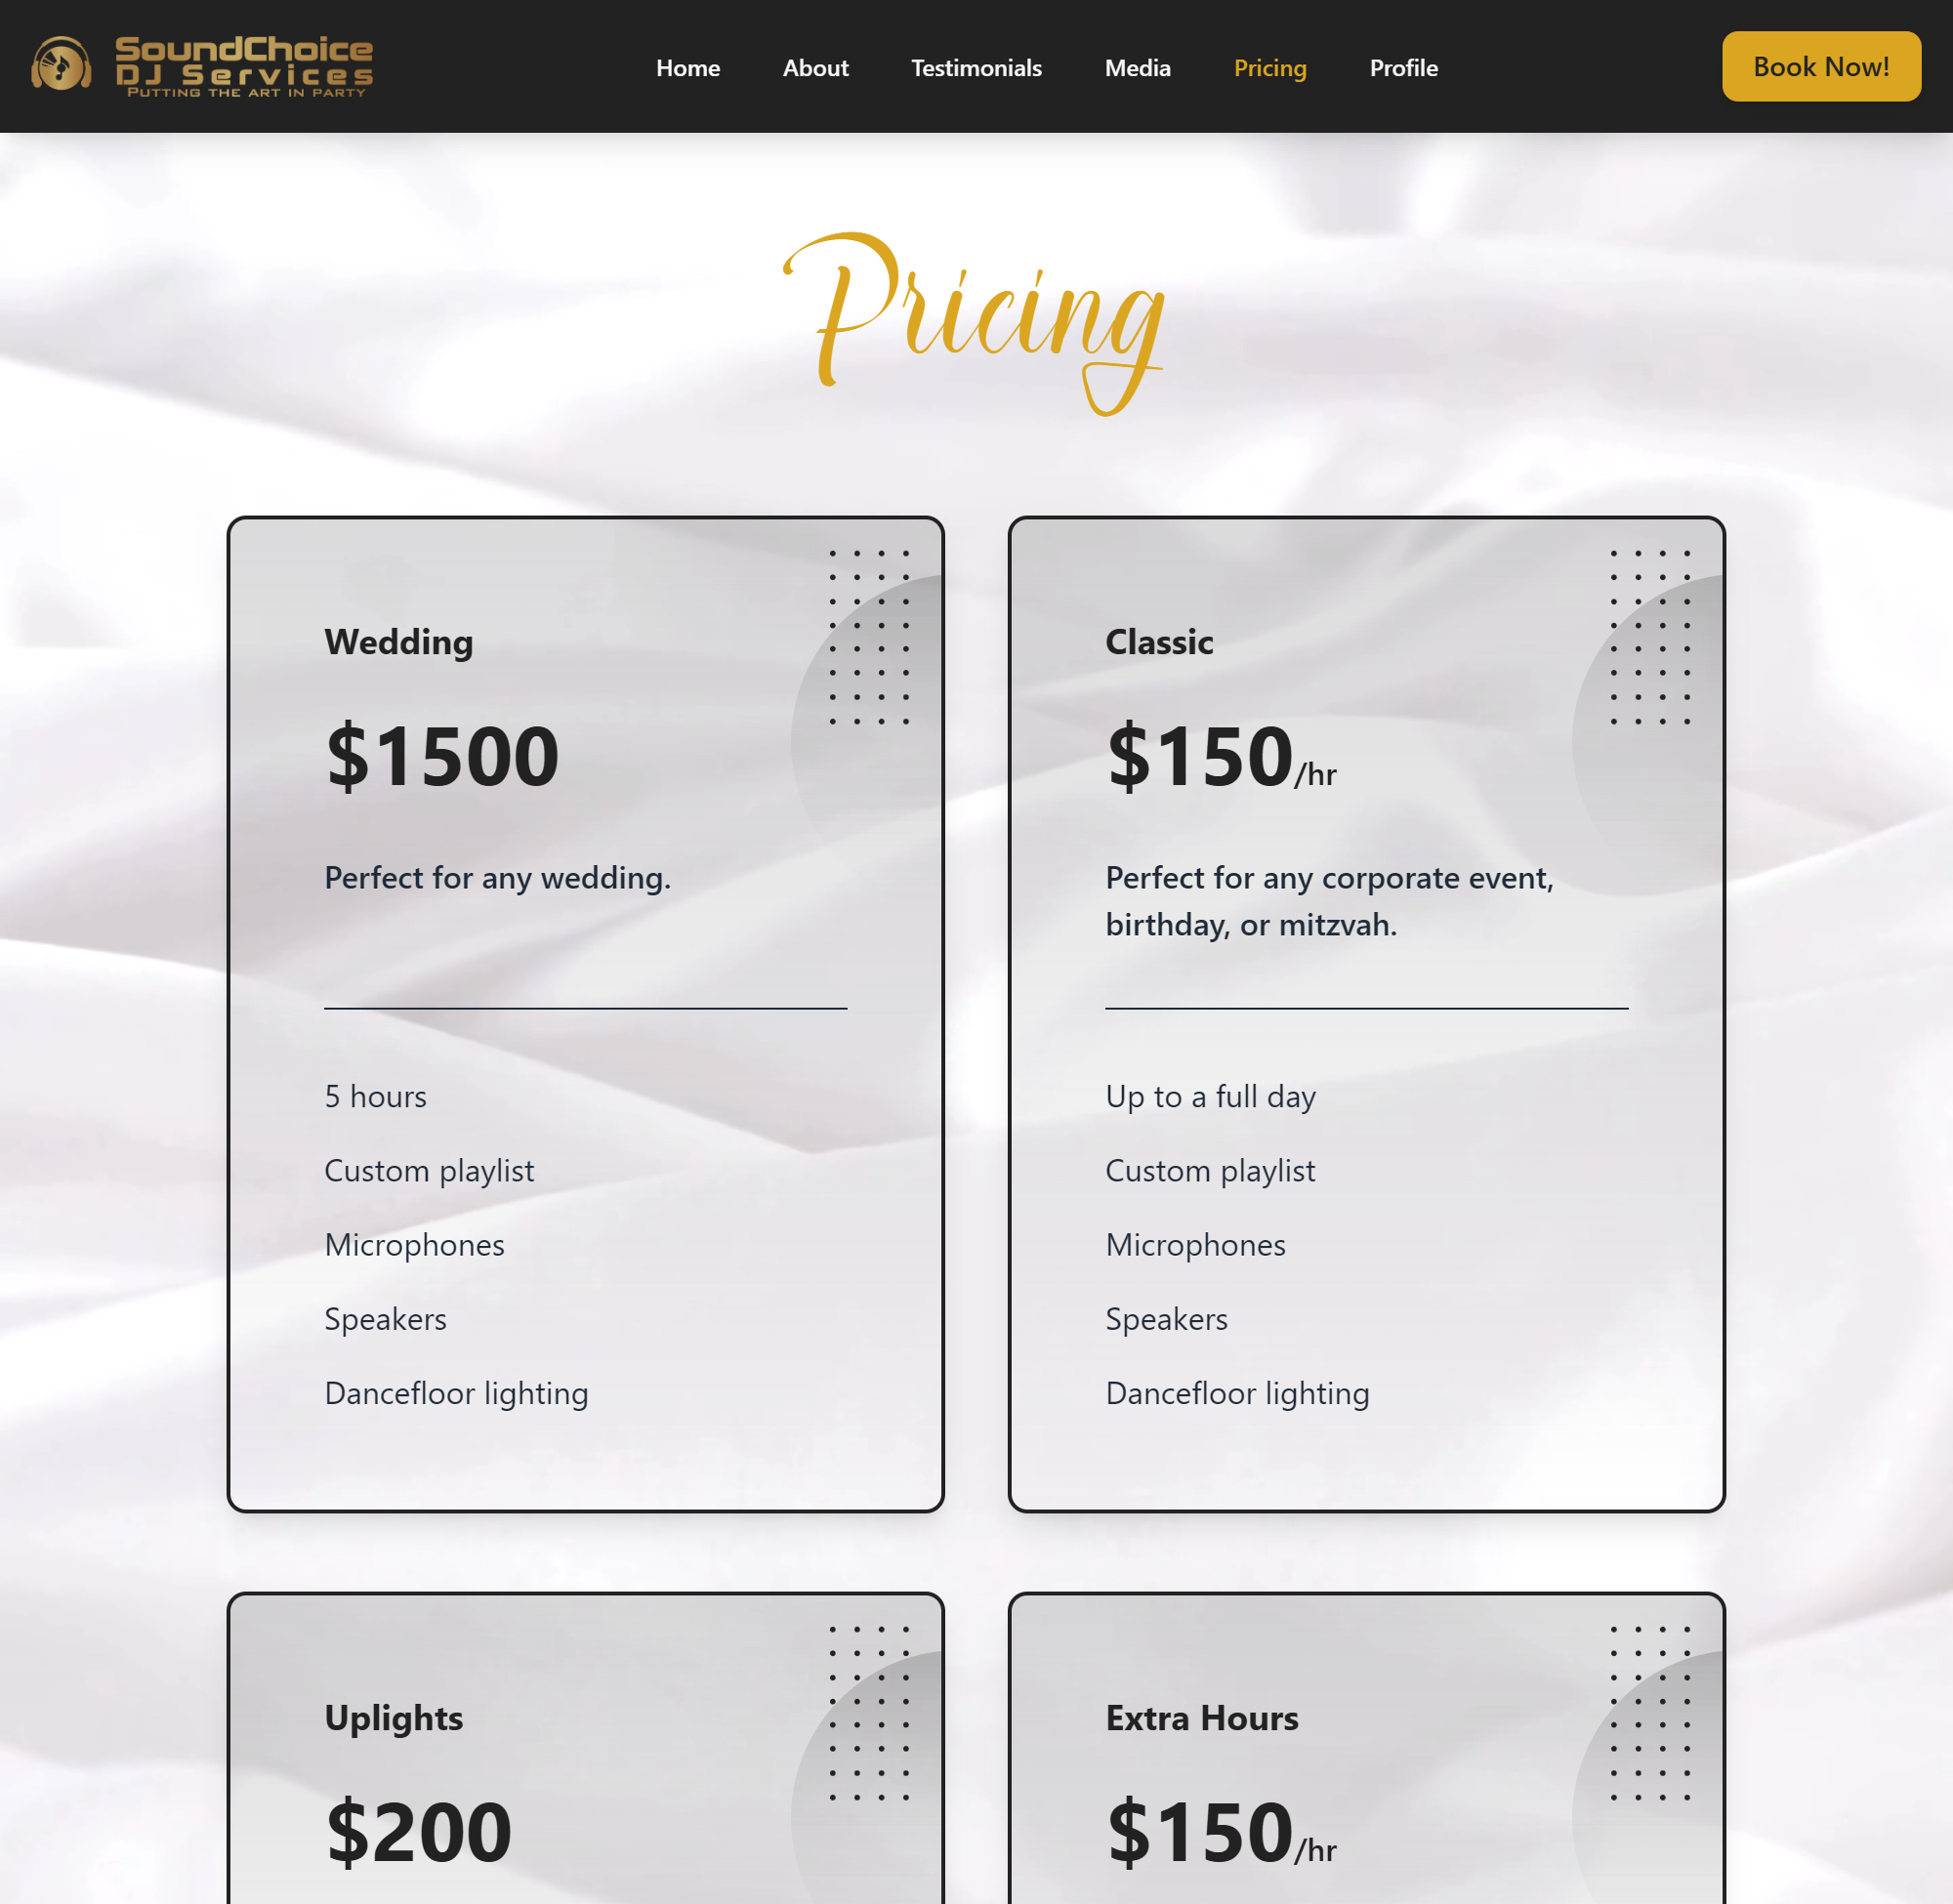 SoundChoice
DJ Services
Putting the art in party
Home About Testimonials Media Pricing Profile
Book Now!
Pricing
Wedding
$1500
Perfect for any wedding.
5 hours
Custom playlist
Microphones
Speakers
Dancefloor lighting
Classic
$150/hr
Perfect for any corporate event,
birthday, or mitzvah.
Up to a full day
Custom playlist
Microphones
Speakers
Dancefloor lighting
Uplights
$200
Extra Hours
$150/hr